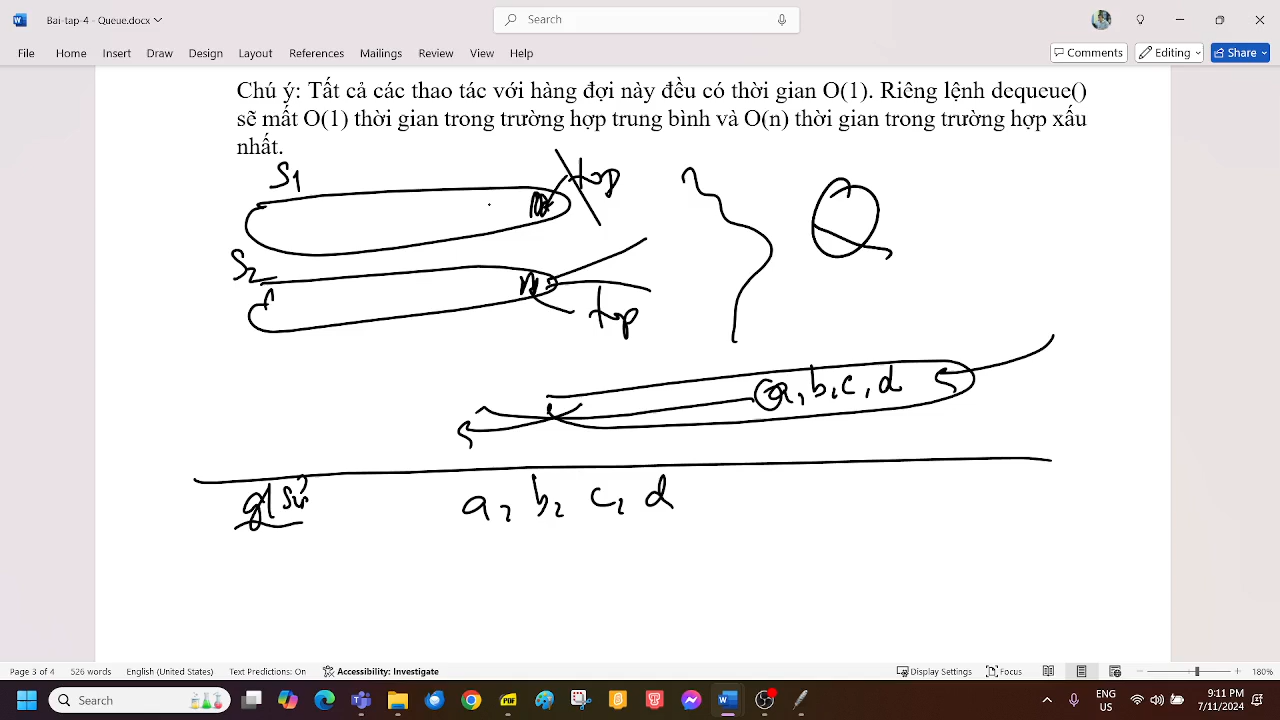 Bai-tap-4 - Queue.docx
Search
File Home Insert Draw Design Layout References Mailings Review View Help
Comments Editing Share
Chú ý: Tất cả các thao tác với hàng đợi này đều có thời gian O(1). Riêng lệnh dequeue()
sẽ mất O(1) thời gian trong trường hợp trung bình và O(n) thời gian trong trường hợp xấu
nhất.
S1
top
Q
S2
top
a, b, c, d
g/sử
a, b, c, d
Page 3 of 4 526 words English (United States) Text Predictions: On Accessibility: Investigate Display Settings Focus 180%
Search
PDF
ENG
US
9:11 PM
7/11/2024